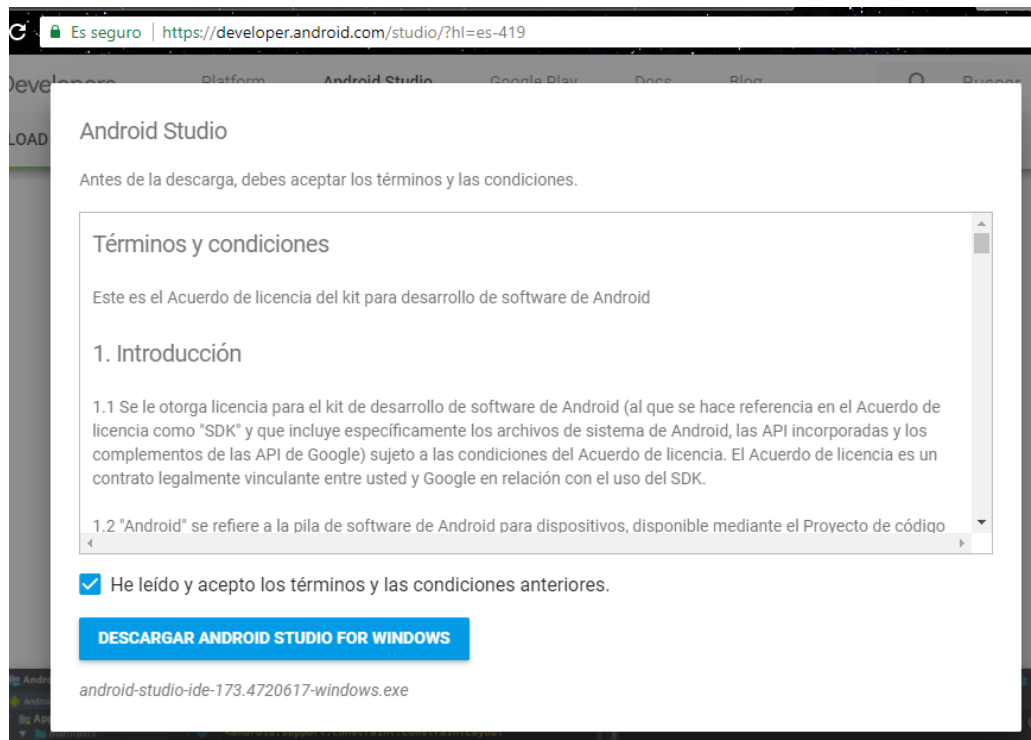 Es seguro | https://developer.android.com/studio/?hl=es-419
Platform Android Studio Google Play Docs Blog Buscar
LOAD
Android Studio
Antes de la descarga, debes aceptar los términos y las condiciones.
Términos y condiciones
Este es el Acuerdo de licencia del kit para desarrollo de software de Android
1. Introducción
1.1 Se le otorga licencia para el kit de desarrollo de software de Android (al que se hace referencia en el Acuerdo de
licencia como "SDK" y que incluye específicamente los archivos de sistema de Android, las API incorporadas y los
complementos de las API de Google) sujeto a las condiciones del Acuerdo de licencia. El Acuerdo de licencia es un
contrato legalmente vinculante entre usted y Google en relación con el uso del SDK.
1.2 "Android" se refiere a la pila de software de Android para dispositivos, disponible mediante el Proyecto de código
He leído y acepto los términos y las condiciones anteriores.
DESCARGAR ANDROID STUDIO FOR WINDOWS
android-studio-ide-173.4720617-windows.exe